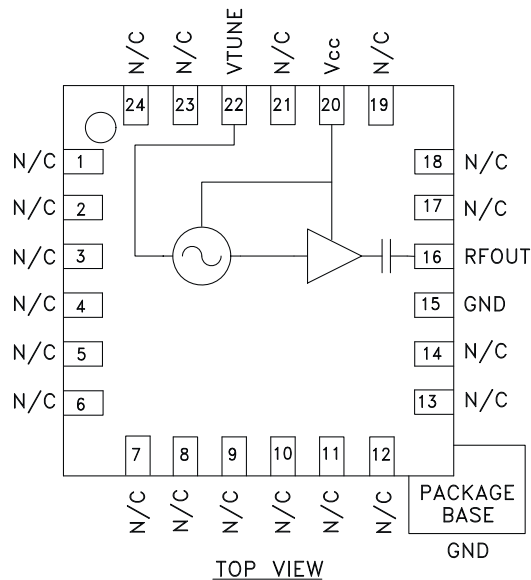 N/C N/C VTUNE N/C Vcc N/C
24 23 22 21 20 19
N/C 1
N/C 2
N/C 3
N/C 4
N/C 5
N/C 6
18 N/C
17 N/C
16 RFOUT
15 GND
14 N/C
13 N/C
7 8 9 10 11 12
N/C N/C N/C N/C N/C N/C
PACKAGE
BASE
GND
TOP VIEW